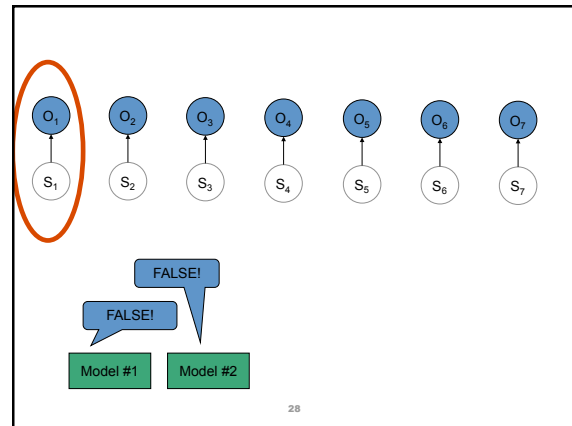 O₁ O₂ O₃ O₄ O₅ O₆ O₇
S₁ S₂ S₃ S₄ S₅ S₆ S₇
FALSE!
FALSE!
Model #1 Model #2
28